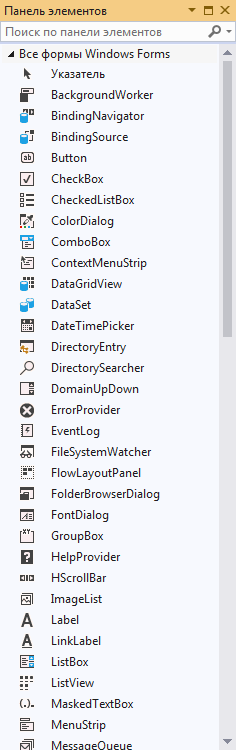 Панель элементов
Поиск по панели элементов
Все формы Windows Forms
Указатель
BackgroundWorker
BindingNavigator
BindingSource
Button
CheckBox
CheckedListBox
ColorDialog
ComboBox
ContextMenuStrip
DataGridView
DataSet
DateTimePicker
DirectoryEntry
DirectorySearcher
DomainUpDown
ErrorProvider
EventLog
FileSystemWatcher
FlowLayoutPanel
FolderBrowserDialog
FontDialog
GroupBox
HelpProvider
HScrollBar
ImageList
Label
LinkLabel
ListBox
ListView
MaskedTextBox
MenuStrip
MessageQueue